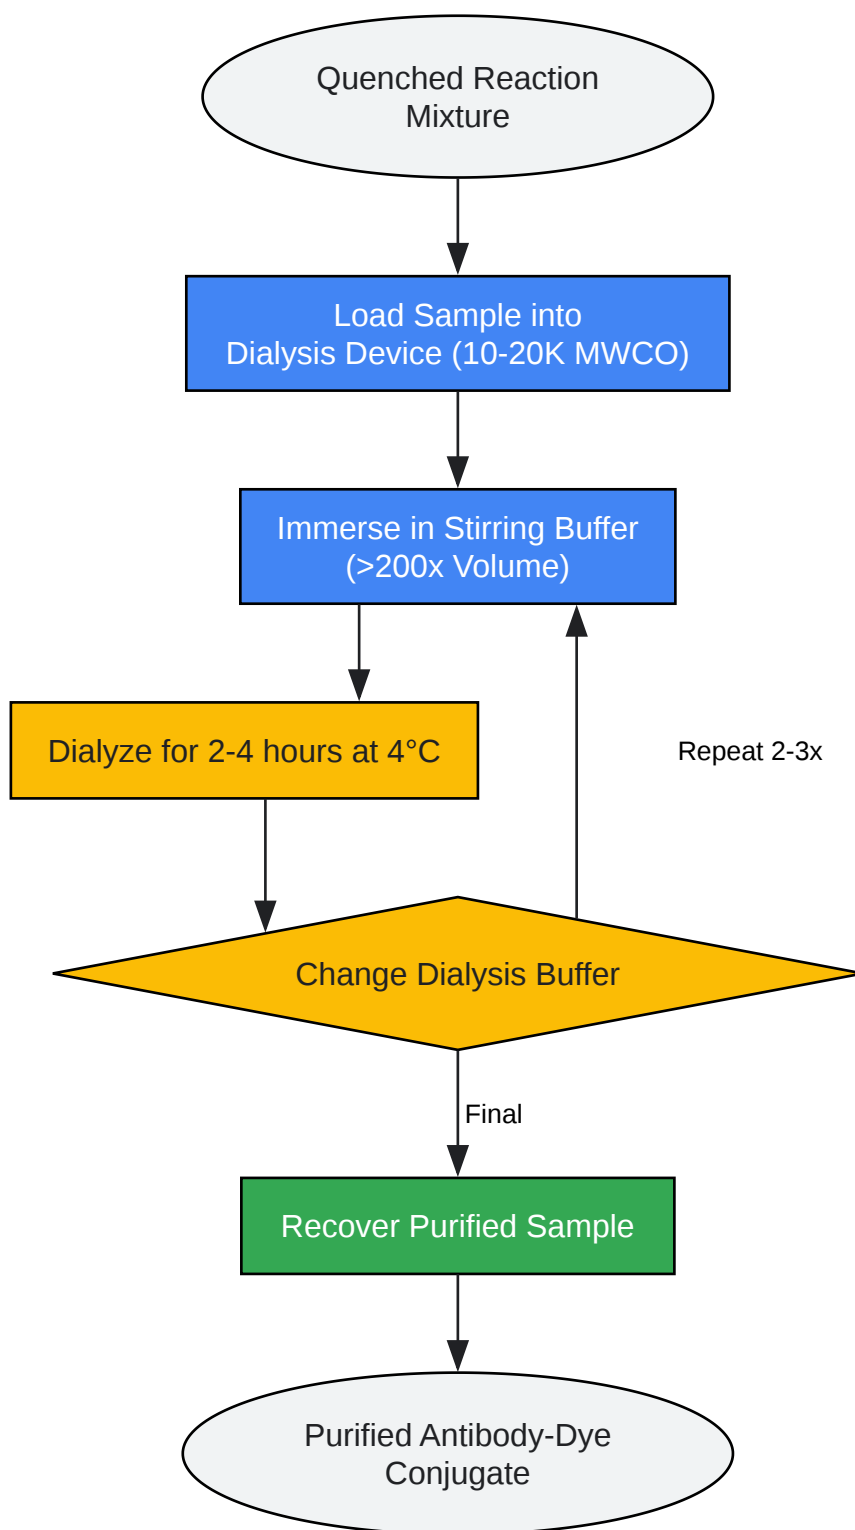 Quenched Reaction
Mixture
Load Sample into
Dialysis Device (10-20K MWCO)
Immerse in Stirring Buffer
(>200x Volume)
Dialyze for 2-4 hours at 4°C
Repeat 2-3x
Change Dialysis Buffer
Final
Recover Purified Sample
Purified Antibody-Dye
Conjugate